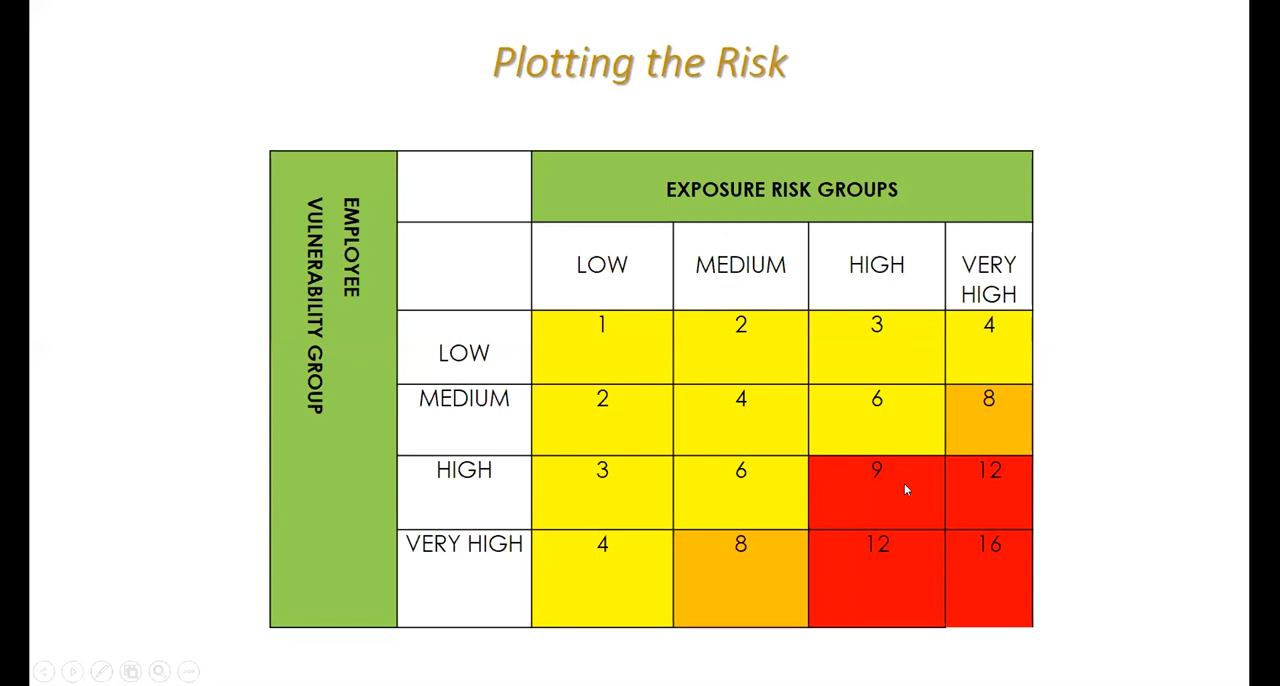 Plotting the Risk
EMPLOYEE
VULNERABILITY GROUP
EXPOSURE RISK GROUPS
LOW MEDIUM HIGH VERY
HIGH
LOW 1 2 3 4
MEDIUM 2 4 6 8
HIGH 3 6 9 12
VERY HIGH 4 8 12 16